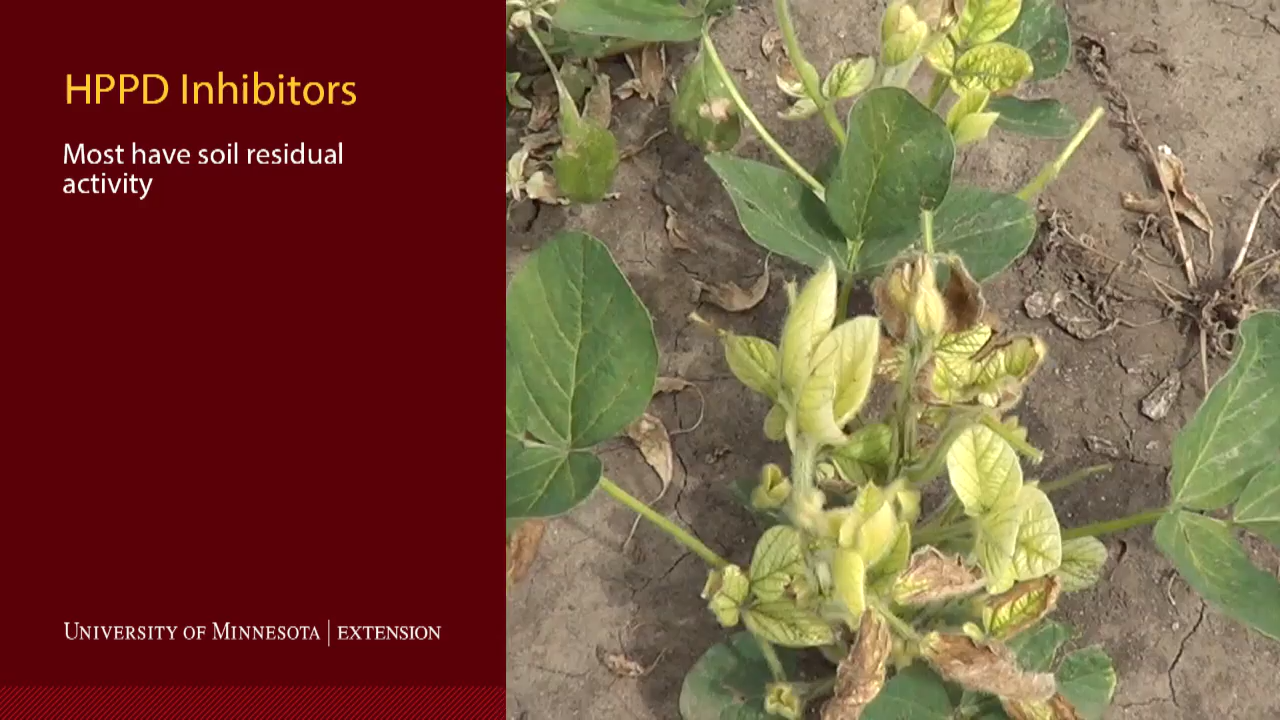 HPPD Inhibitors
Most have soil residual
activity
UNIVERSITY OF MINNESOTA | EXTENSION